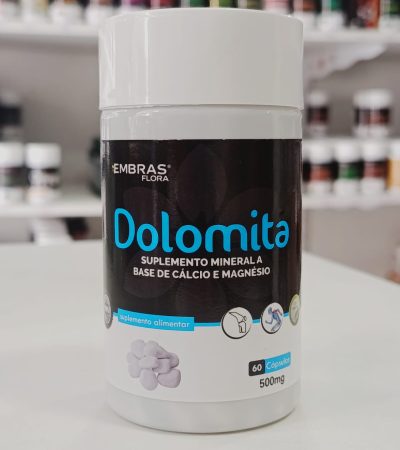 EMBRAS®
FLORA
Dolomita
SUPLEMENTO MINERAL A
BASE DE CÁLCIO E MAGNÉSIO
suplemento alimentar
60 Cápsulas
500mg